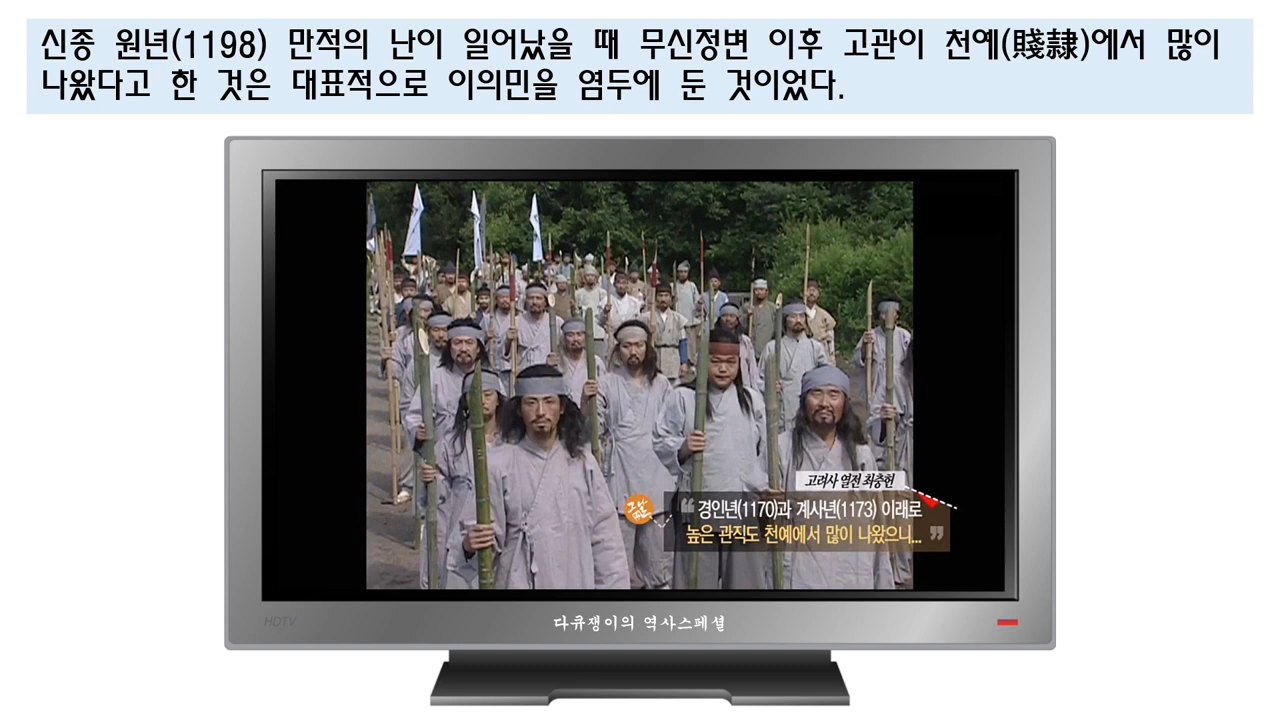 신종 원년(1198) 만적의 난이 일어났을 때 무신정변 이후 고관이 천예(賤隷)에서 많이
나왔다고 한 것은 대표적으로 이의민을 염두에 둔 것이었다.
고려사 열전 최충헌
그날
“ 경인년(1170)과 계사년(1173) 이래로
높은 관직도 천예에서 많이 나왔으니... ”
HDTV
다큐쟁이의 역사스페셜